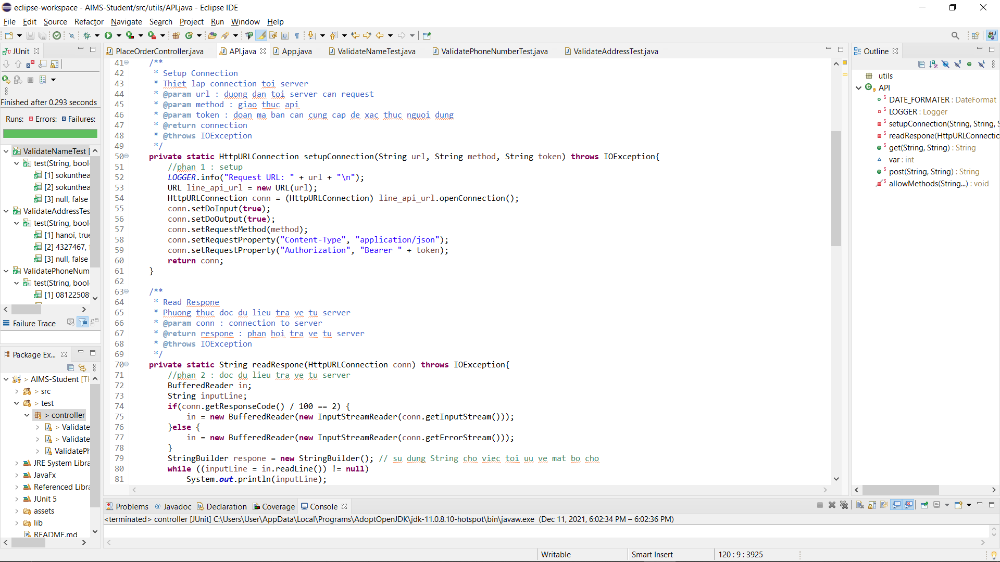 eclipse-workspace - AIMS-Student/src/utils/API.java - Eclipse IDE
File Edit Source Refactor Navigate Search Project Run Window Help
JUnit
Finished after 0.293 seconds
Runs: Errors: Failures:
ValidateNameTest [
test(String, bool
[1] sokunthea
[2] sokunthea
[3] null, false
ValidateAddressTes
test(String, bool
[1] hanoi, true
[2] 4327467,
[3] null, false
ValidatePhoneNum
test(String, bool
[1] 08122508
Failure Trace
Package Ex...
> AIMS-Student [TH
> src
> test
> controller
> Validate
> Validate
ValidatePh
JRE System Libra
JavaFx
Referenced Libra
JUnit 5
assets
lib
README.md
PlaceOrderController.java API.java App.java ValidateNameTest.java ValidatePhoneNumberTest.java ValidateAddressTest.java
41 /**
42 * Setup Connection
43 * Thiet lap connection toi server
44 * @param url : duong dan toi server can request
45 * @param method : giao thuc api
46 * @param token : doan ma ban can cung cap de xac thuc nguoi dung
47 * @return connection
48 * @throws IOException
49 */
50 private static HttpURLConnection setupConnection(String url, String method, String token) throws IOException{
51 //phan 1 : setup
52 LOGGER.info("Request URL: " + url + "\n");
53 URL line_api_url = new URL(url);
54 HttpURLConnection conn = (HttpURLConnection) line_api_url.openConnection();
55 conn.setDoInput(true);
56 conn.setDoOutput(true);
57 conn.setRequestMethod(method);
58 conn.setRequestProperty("Content-Type", "application/json");
59 conn.setRequestProperty("Authorization", "Bearer " + token);
60 return conn;
61 }
62
63 /**
64 * Read Respone
65 * Phuong thuc doc du lieu tra ve tu server
66 * @param conn : connection to server
67 * @return respone : phan hoi tra ve tu server
68 * @throws IOException
69 */
70 private static String readRespone(HttpURLConnection conn) throws IOException{
71 //phan 2 : doc du lieu tra ve tu server
72 BufferedReader in;
73 String inputLine;
74 if(conn.getResponseCode() / 100 == 2) {
75 in = new BufferedReader(new InputStreamReader(conn.getInputStream()));
76 }else {
77 in = new BufferedReader(new InputStreamReader(conn.getErrorStream()));
78 }
79 StringBuilder respone = new StringBuilder(); // su dung String cho viec toi uu ve mat bo cho
80 while ((inputLine = in.readLine()) != null)
81 System.out.println(inputLine);
Outline
utils
API
DATE_FORMATER : DateFormat
LOGGER : Logger
setupConnection(String, String, S
readRespone(HttpURLConnectio
get(String, String) : String
var : int
post(String, String) : String
allowMethods(String...) : void
Problems Javadoc Declaration Coverage Console
<terminated> controller [JUnit] C:\Users\User\AppData\Local\Programs\AdoptOpenJDK\jdk-11.0.8.10-hotspot\bin\javaw.exe (Dec 11, 2021, 6:02:34 PM – 6:02:36 PM)
Writable Smart Insert 120 : 9 : 3925